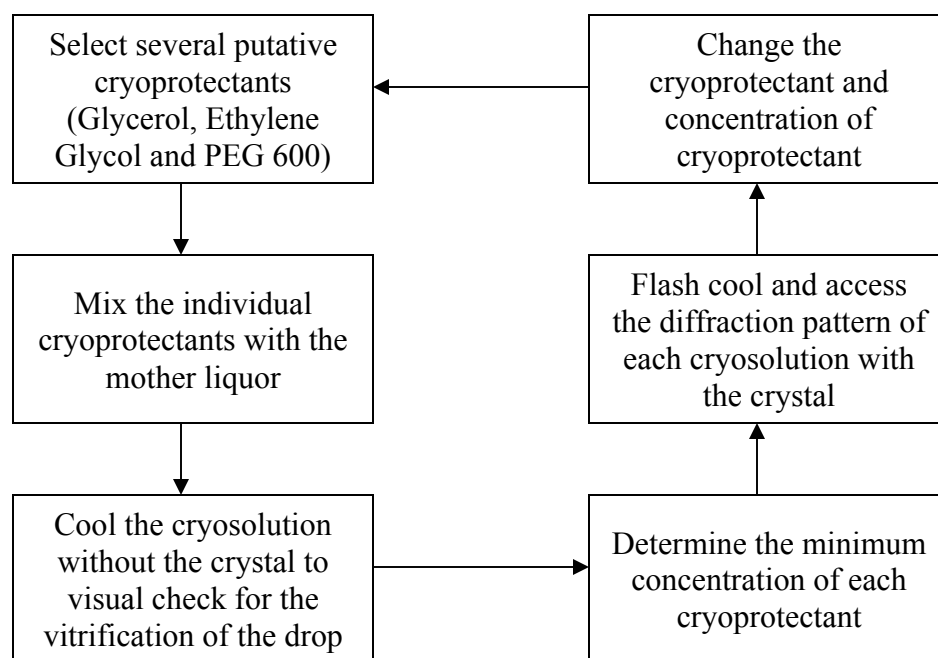 Select several putative
cryoprotectants
(Glycerol, Ethylene
Glycol and PEG 600)
Mix the individual
cryoprotectants with the
mother liquor
Cool the cryosolution
without the crystal to
visual check for the
vitrification of the drop
Determine the minimum
concentration of each
cryoprotectant
Flash cool and access
the diffraction pattern of
each cryosolution with
the crystal
Change the
cryoprotectant and
concentration of
cryoprotectant